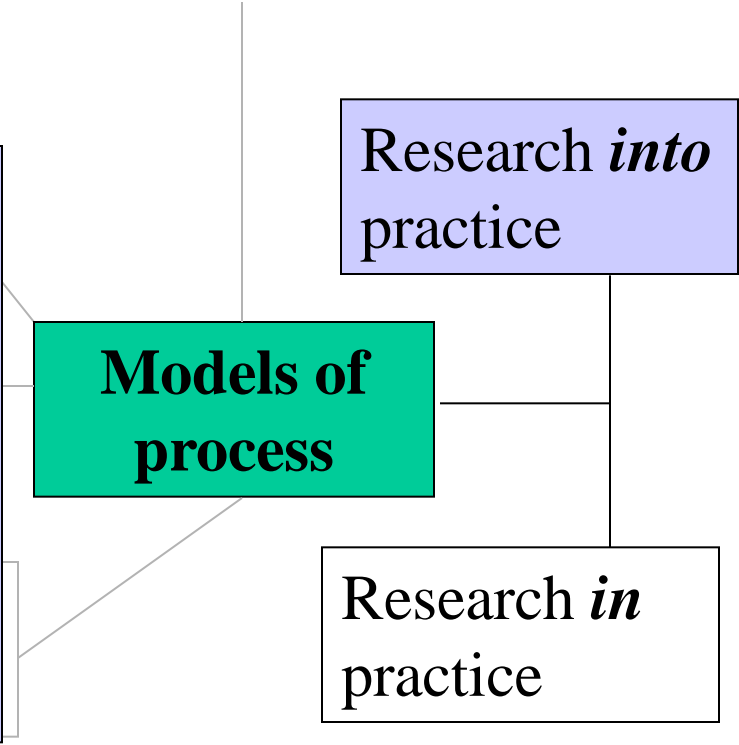 Research into
practice
Models of
process
Research in
practice